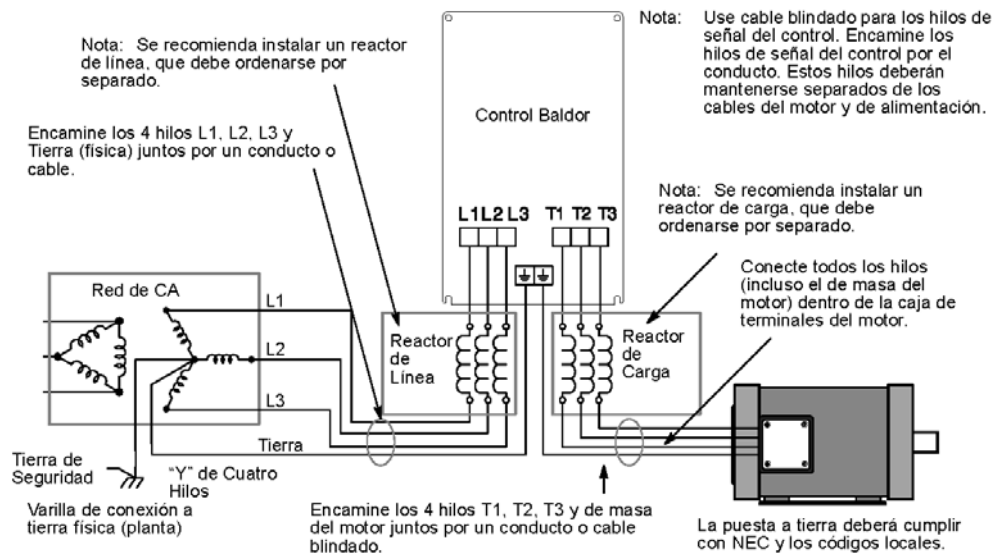 Nota: Use cable blindado para los hilos de
señal del control. Encamine los
hilos de señal del control por el
conducto. Estos hilos deberán
mantenerse separados de los
cables del motor y de alimentación.
Nota: Se recomienda instalar un reactor
de línea, que debe ordenarse por
separado.
Control Baldor
Encamine los 4 hilos L1, L2, L3 y
Tierra (física) juntos por un conducto o
cable.
Nota: Se recomienda instalar un
reactor de carga, que debe
ordenarse por separado.
L1 L2 L3 T1 T2 T3
Conecte todos los hilos
(incluso el de masa del
motor) dentro de la caja de
terminales del motor.
Red de CA
L1
L2
L3
Tierra
Reactor
de
Línea
Reactor
de
Carga
Tierra de
Seguridad
"Y" de Cuatro
Hilos
Varilla de conexión a
tierra física (planta)
Encamine los 4 hilos T1, T2, T3 y de masa
del motor juntos por un conducto o cable
blindado.
La puesta a tierra deberá cumplir
con NEC y los códigos locales.